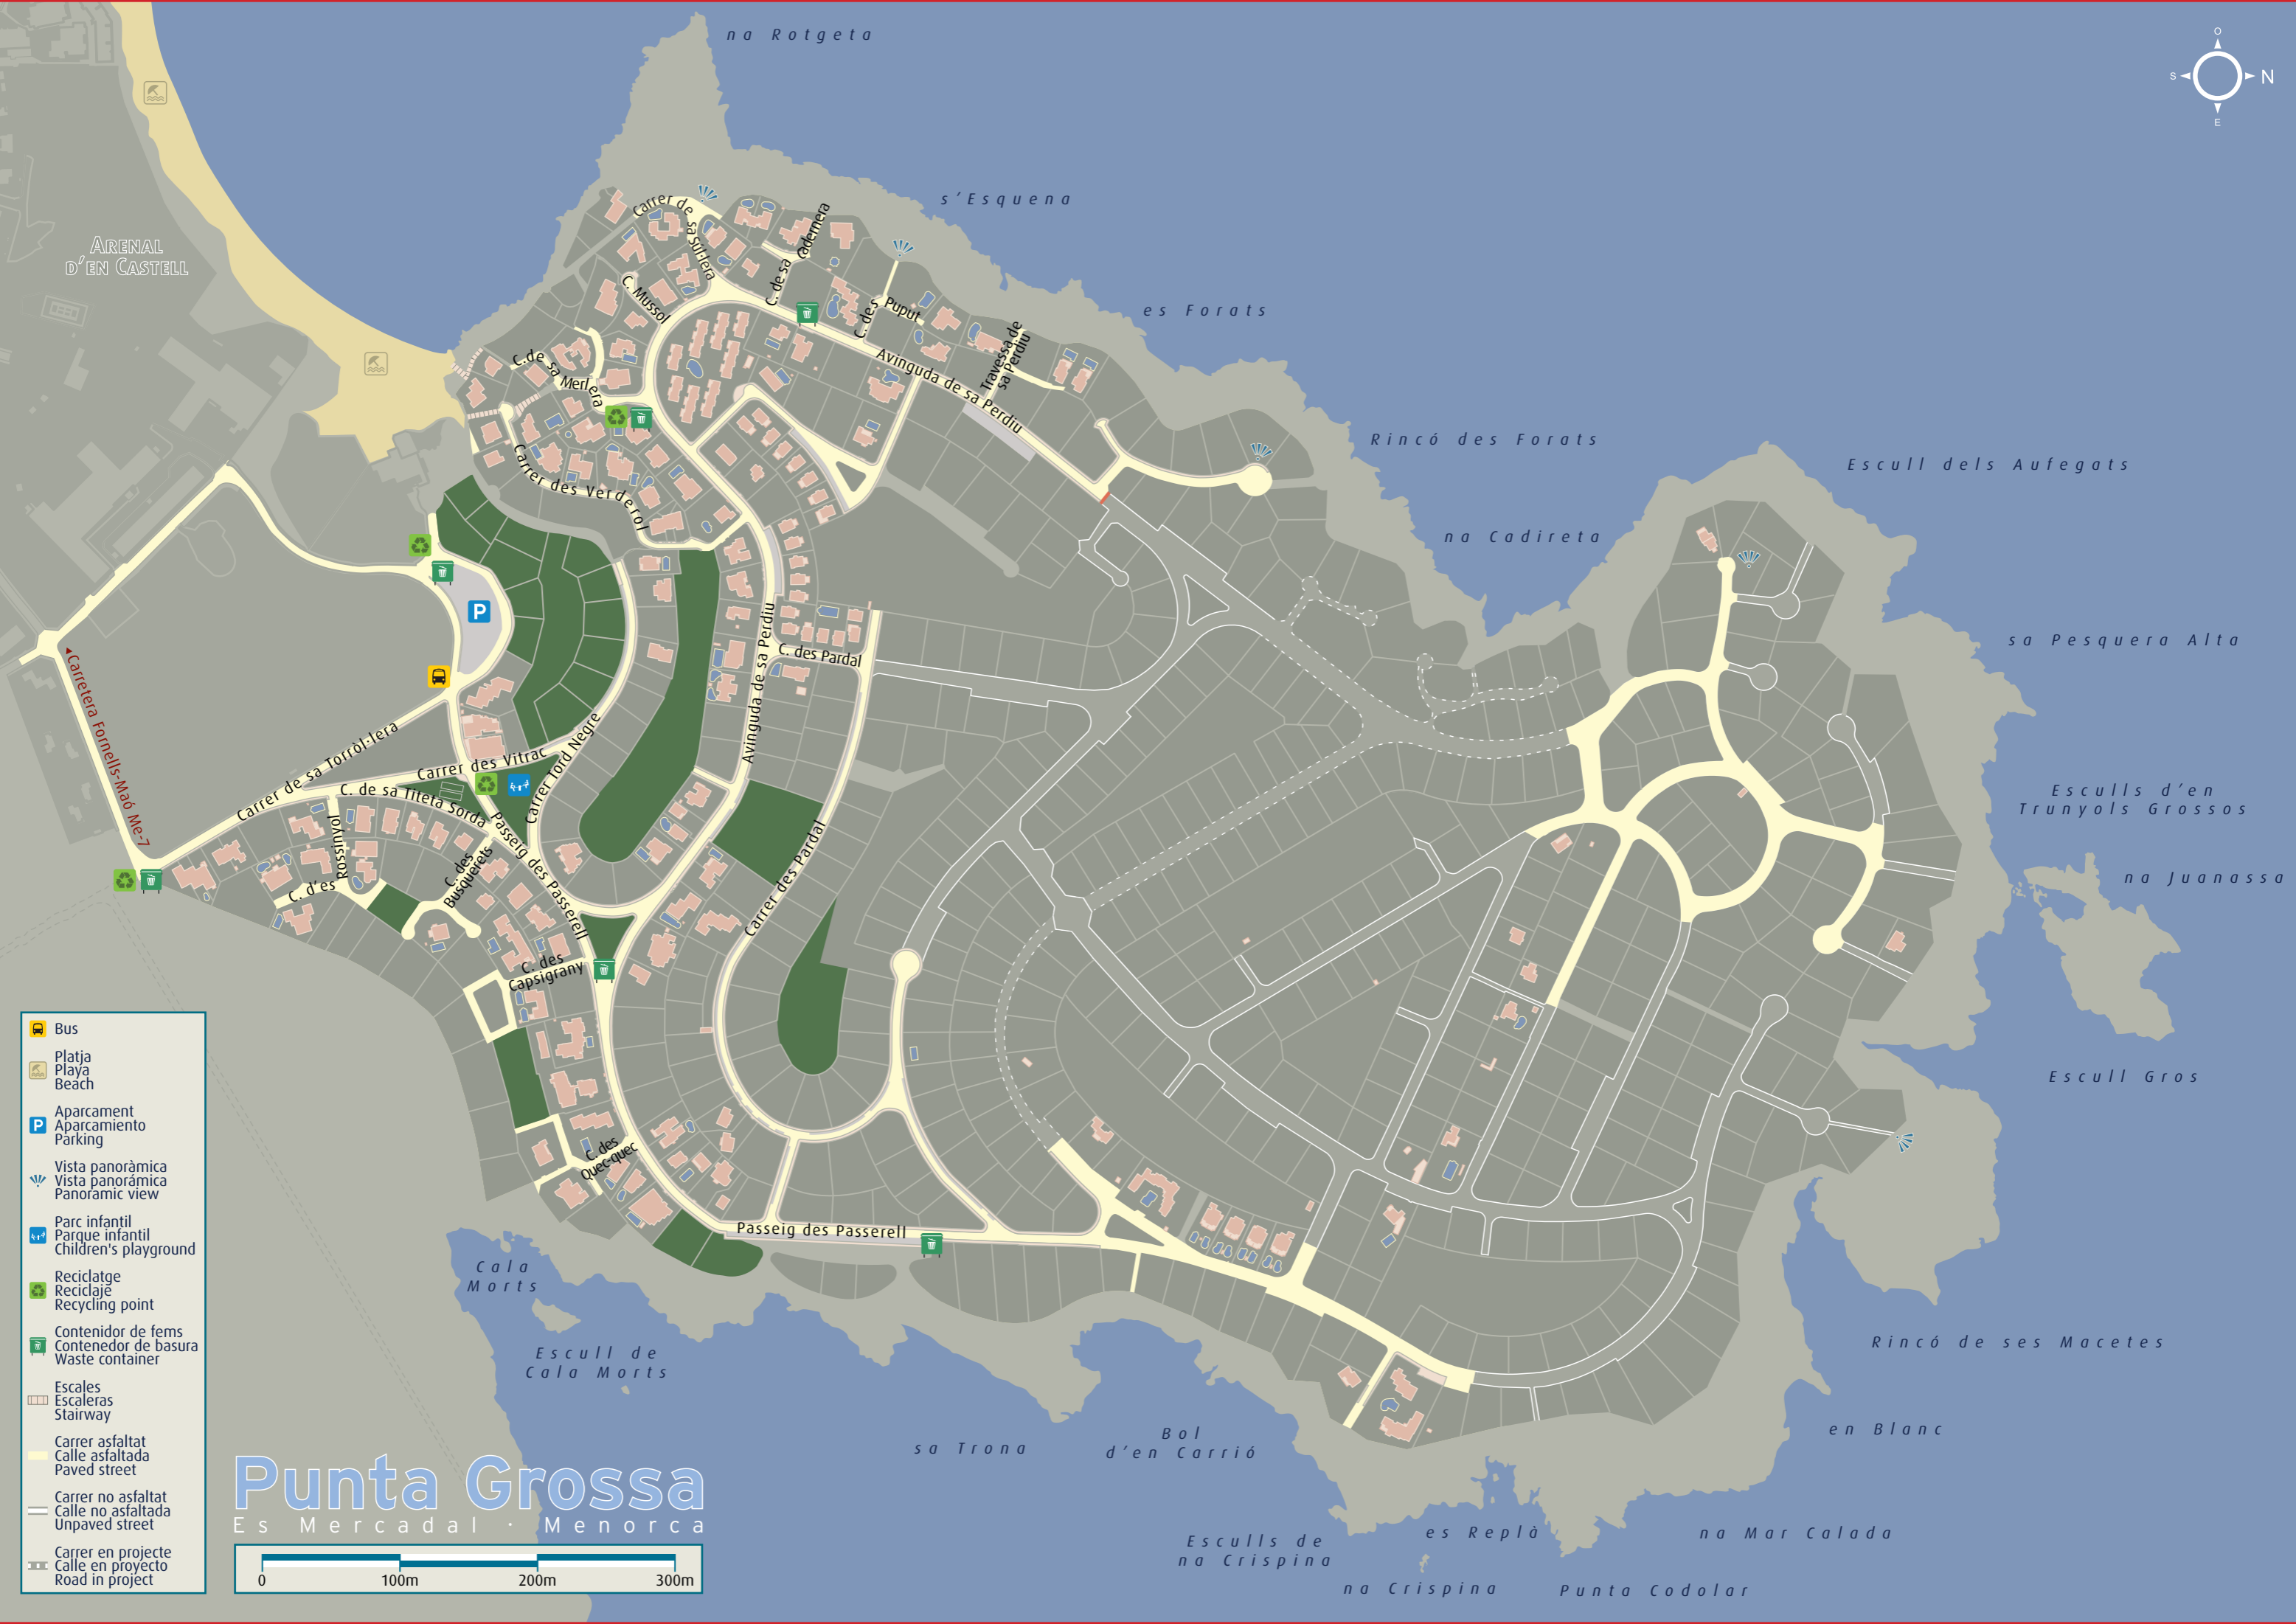 na Rotgeta
O
S
N
E
s'Esquena
ARENAL
D'EN CASTELL
es Forats
Rincó des Forats
Escull dels Aufegats
na Cadireta
sa Pesquera Alta
Esculls d'en
Trunyols Grossos
na Juanassa
Escull Gros
Rincó de ses Macetes
en Blanc
na Mar Calada
Punta Codolar
es Replà
na Crispina
Esculls de
na Crispina
Bol
d'en Carrió
sa Trona
Escull de
Cala Morts
Cala
Morts
Carrer de sa Sól·lera
C. de sa Cadernera
C. Mussol
C. des Puput
Travessa de
sa Perdiu
Avinguda de sa Perdiu
C. de sa Merlera
Carrer des Verderol
P
C. des Pardal
Avinguda de sa Perdiu
Carretera Fornells-Maó Me-7
Carrer de sa Torròl·lera
Carrer des Vitrac
Carrer Tord Negre
C. de sa Titeta Sorda
C. d'es Rossinyol
C. des
Busquerets
Passeig des Passerell
Carrer des Pardal
C. des
Capsigrany
C. des
Quec-quec
Passeig des Passerell
Bus
Platja
Playa
Beach
P
Aparcament
Aparcamiento
Parking
Vista panoràmica
Vista panorámica
Panoramic view
Parc infantil
Parque infantil
Children's playground
Reciclatge
Reciclaje
Recycling point
Contenidor de fems
Contenedor de basura
Waste container
Escales
Escaleras
Stairway
Carrer asfaltat
Calle asfaltada
Paved street
Carrer no asfaltat
Calle no asfaltada
Unpaved street
Carrer en projecte
Calle en proyecto
Road in project
Punta Grossa
Es Mercadal · Menorca
0 100m 200m 300m